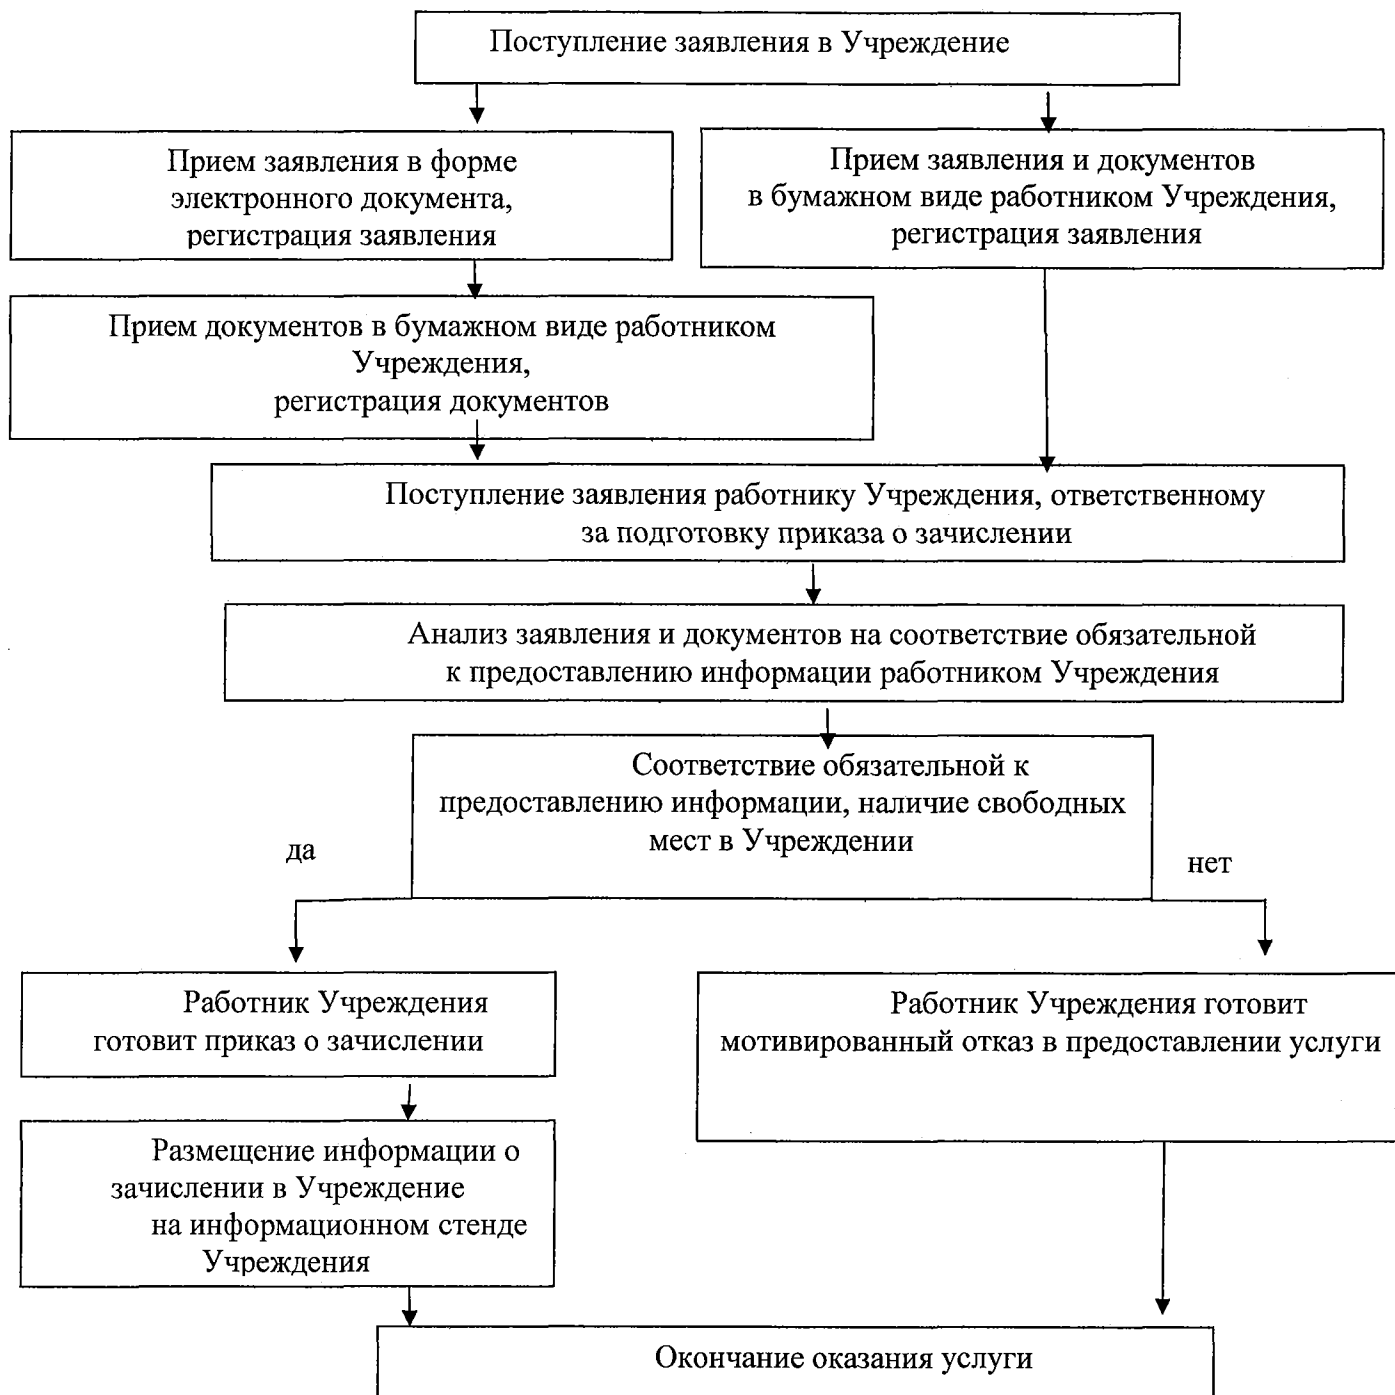 Поступление заявления в Учреждение
Прием заявления в форме
электронного документа,
регистрация заявления
Прием заявления и документов
в бумажном виде работником Учреждения,
регистрация заявления
Прием документов в бумажном виде работником
Учреждения,
регистрация документов
Поступление заявления работнику Учреждения, ответственному
за подготовку приказа о зачислении
Анализ заявления и документов на соответствие обязательной
к предоставлению информации работником Учреждения
Соответствие обязательной к
предоставлению информации, наличие свободных
мест в Учреждении
да
нет
Работник Учреждения
готовит приказ о зачислении
Работник Учреждения готовит
мотивированный отказ в предоставлении услуги
Размещение информации о
зачислении в Учреждение
на информационном стенде
Учреждения
Окончание оказания услуги